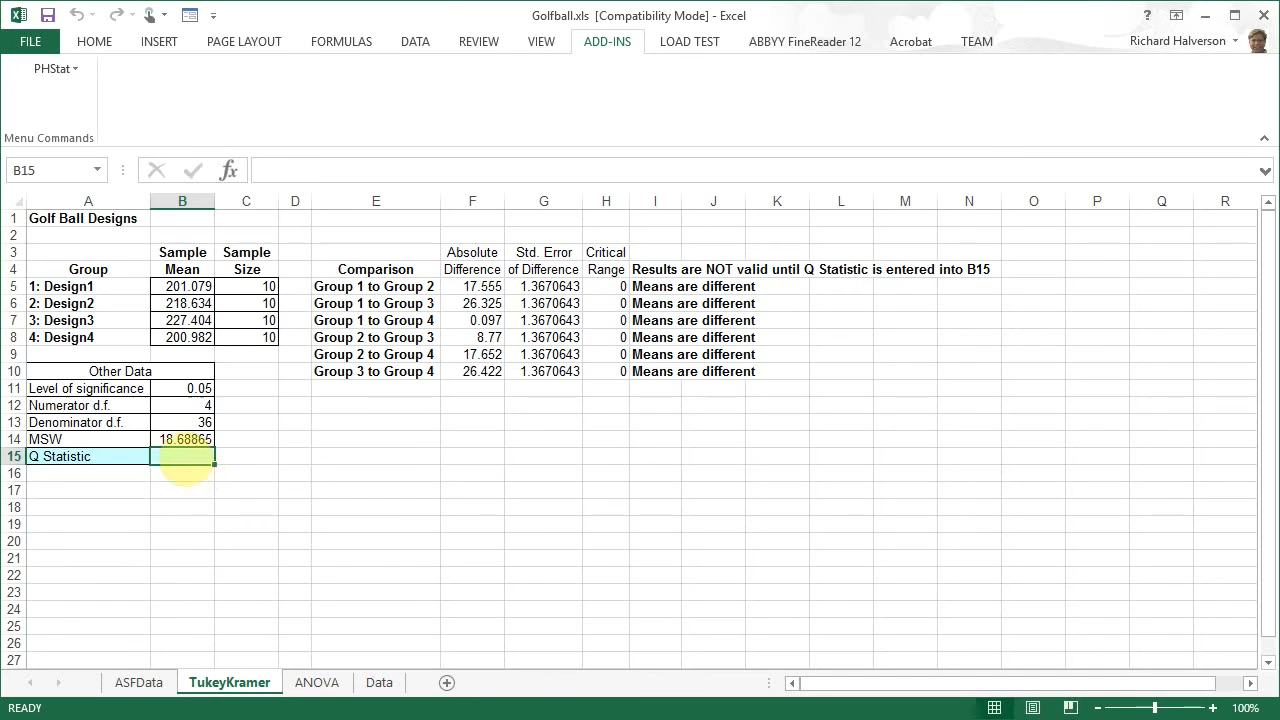 Golfball.xls [Compatibility Mode] - Excel
FILE HOME INSERT PAGE LAYOUT FORMULAS DATA REVIEW VIEW ADD-INS LOAD TEST ABBYY FineReader 12 Acrobat TEAM Richard Halverson
PHStat
Menu Commands
B15 fx
A B C D E F G H I J K L M N O P Q R
1 Golf Ball Designs
2
3 Sample Sample Absolute Std. Error Critical
4 Group Mean Size Comparison Difference of Difference Range Results are NOT valid until Q Statistic is entered into B15
5 1: Design1 201.079 10 Group 1 to Group 2 17.555 1.3670643 0 Means are different
6 2: Design2 218.634 10 Group 1 to Group 3 26.325 1.3670643 0 Means are different
7 3: Design3 227.404 10 Group 1 to Group 4 0.097 1.3670643 0 Means are different
8 4: Design4 200.982 10 Group 2 to Group 3 8.77 1.3670643 0 Means are different
9 Group 2 to Group 4 17.652 1.3670643 0 Means are different
10 Other Data Group 3 to Group 4 26.422 1.3670643 0 Means are different
11 Level of significance 0.05
12 Numerator d.f. 4
13 Denominator d.f. 36
14 MSW 18.68865
15 Q Statistic
16
17
18
19
20
21
22
23
24
25
26
27
ASFData TukeyKramer ANOVA Data
READY 100%